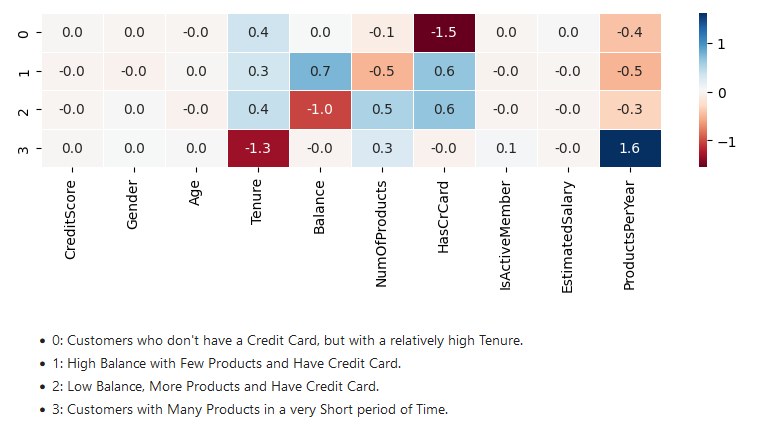 0 0.0 0.0 -0.0 0.4 0.0 -0.1 -1.5 0.0 0.0 -0.4
1 -0.0 -0.0 0.0 0.3 0.7 -0.5 0.6 -0.0 -0.0 -0.5
2 -0.0 0.0 -0.0 0.4 -1.0 0.5 0.6 -0.0 -0.0 -0.3
3 0.0 0.0 0.0 -1.3 -0.0 0.3 -0.0 0.1 -0.0 1.6
1
0
−1
CreditScore
Gender
Age
Tenure
Balance
NumOfProducts
HasCrCard
IsActiveMember
EstimatedSalary
ProductsPerYear
• 0: Customers who don't have a Credit Card, but with a relatively high Tenure.
• 1: High Balance with Few Products and Have Credit Card.
• 2: Low Balance, More Products and Have Credit Card.
• 3: Customers with Many Products in a very Short period of Time.